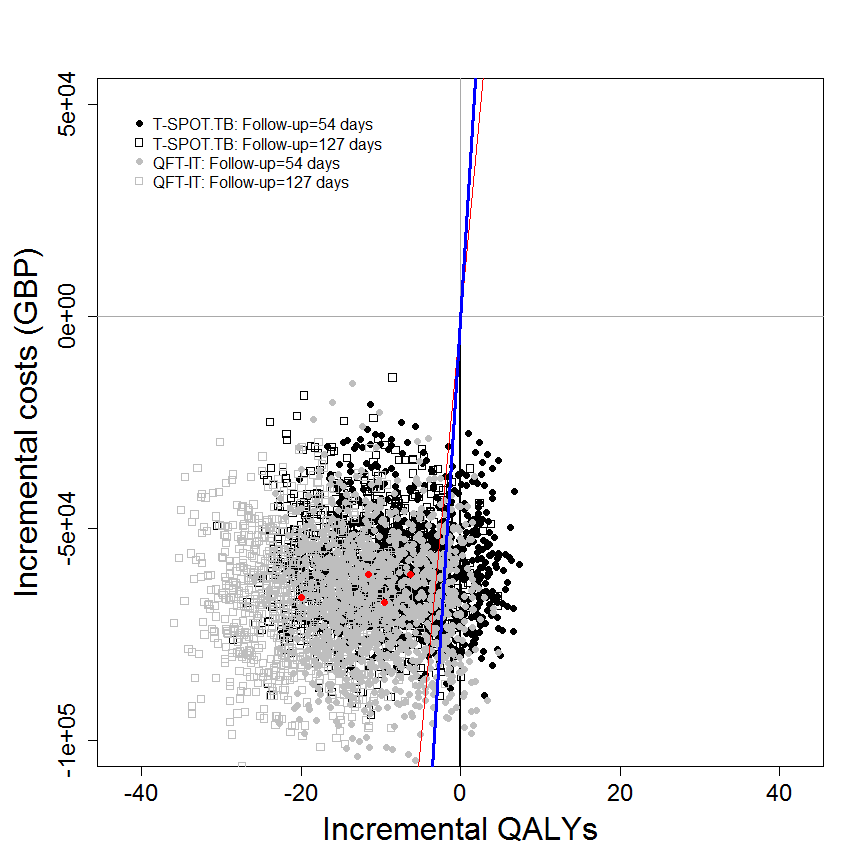 5e+04
T-SPOT.TB: Follow-up=54 days
T-SPOT.TB: Follow-up=127 days
QFT-IT: Follow-up=54 days
QFT-IT: Follow-up=127 days
Incremental costs (GBP)
0e+00
-5e+04
-1e+05
-40 -20 0 20 40
Incremental QALYs